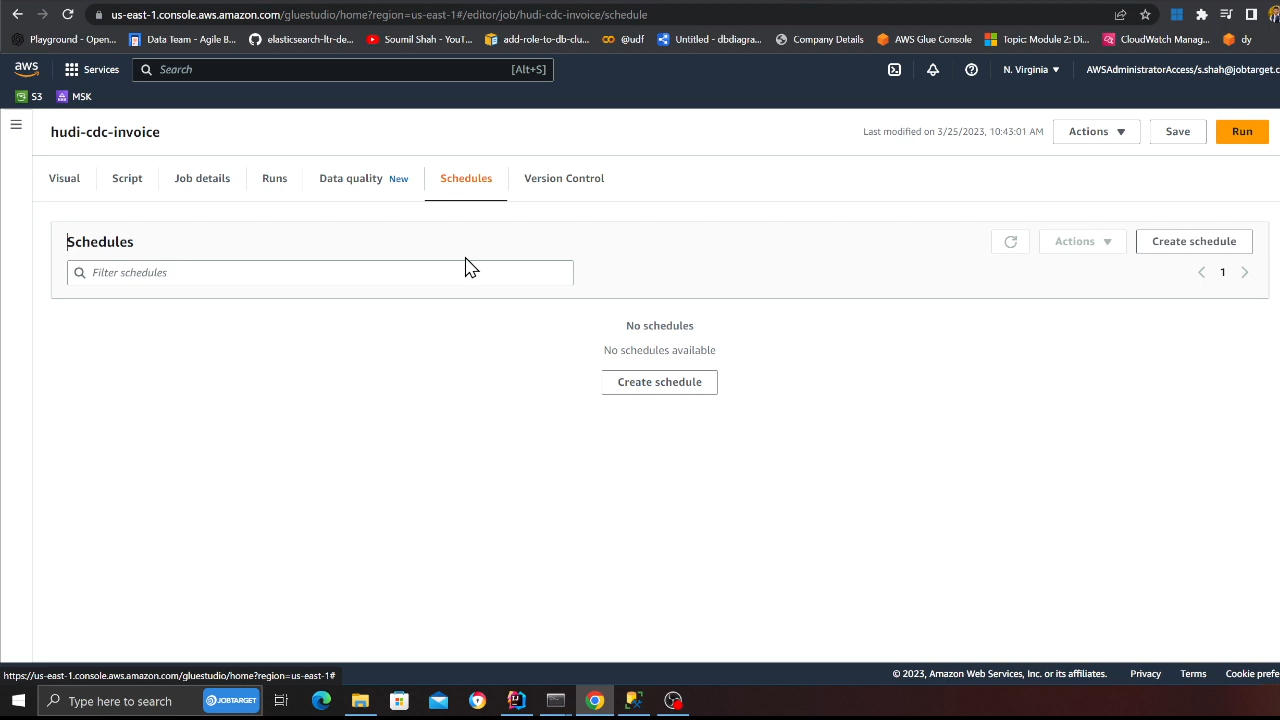 us-east-1.console.aws.amazon.com/gluestudio/home?region=us-east-1#/editor/job/hudi-cdc-invoice/schedule
Playground - Open...
Data Team - Agile B...
elasticsearch-ltr-de...
Soumil Shah - YouT...
add-role-to-db-clu...
@udf
Untitled - dbdiagra...
Company Details
AWS Glue Console
Topic: Module 2 Di...
CloudWatch Manag...
dy
aws
Services
Search
[Alt+S]
N. Virginia
AWSAdministratorAccess/s.shah@jobtarget.c
S3
MSK
hudi-cdc-invoice
Last modified on 3/25/2023, 10:43:01 AM
Actions
Save
Run
Visual
Script
Job details
Runs
Data quality New
Schedules
Version Control
Schedules
Actions
Create schedule
Filter schedules
1
No schedules
No schedules available
Create schedule
https://us-east-1.console.aws.amazon.com/gluestudio/home?region=us-east-1#
© 2023, Amazon Web Services, Inc. or its affiliates.
Privacy
Terms
Cookie prefe
Type here to search
JOBTARGET